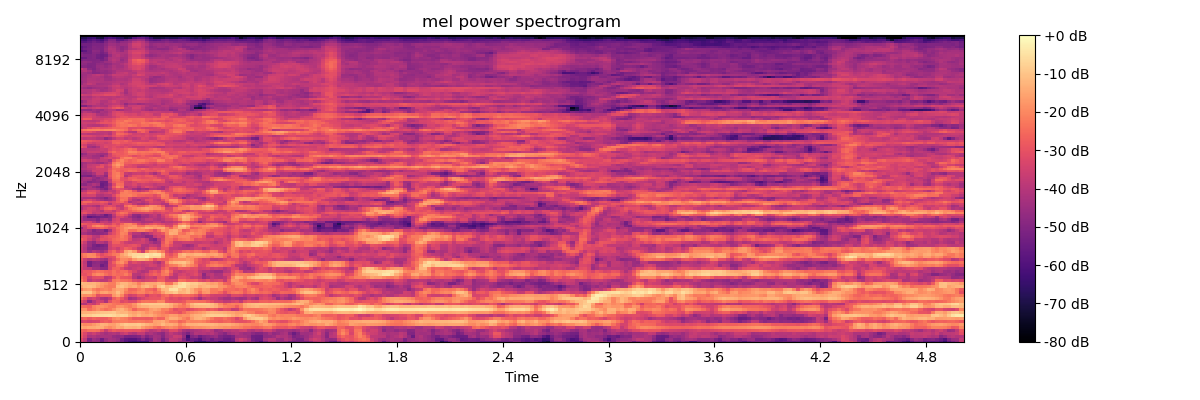 mel power spectrogram
8192
4096
2048
1024
512
0
Hz
0 0.6 1.2 1.8 2.4 3 3.6 4.2 4.8
Time
+0 dB
-10 dB
-20 dB
-30 dB
-40 dB
-50 dB
-60 dB
-70 dB
-80 dB